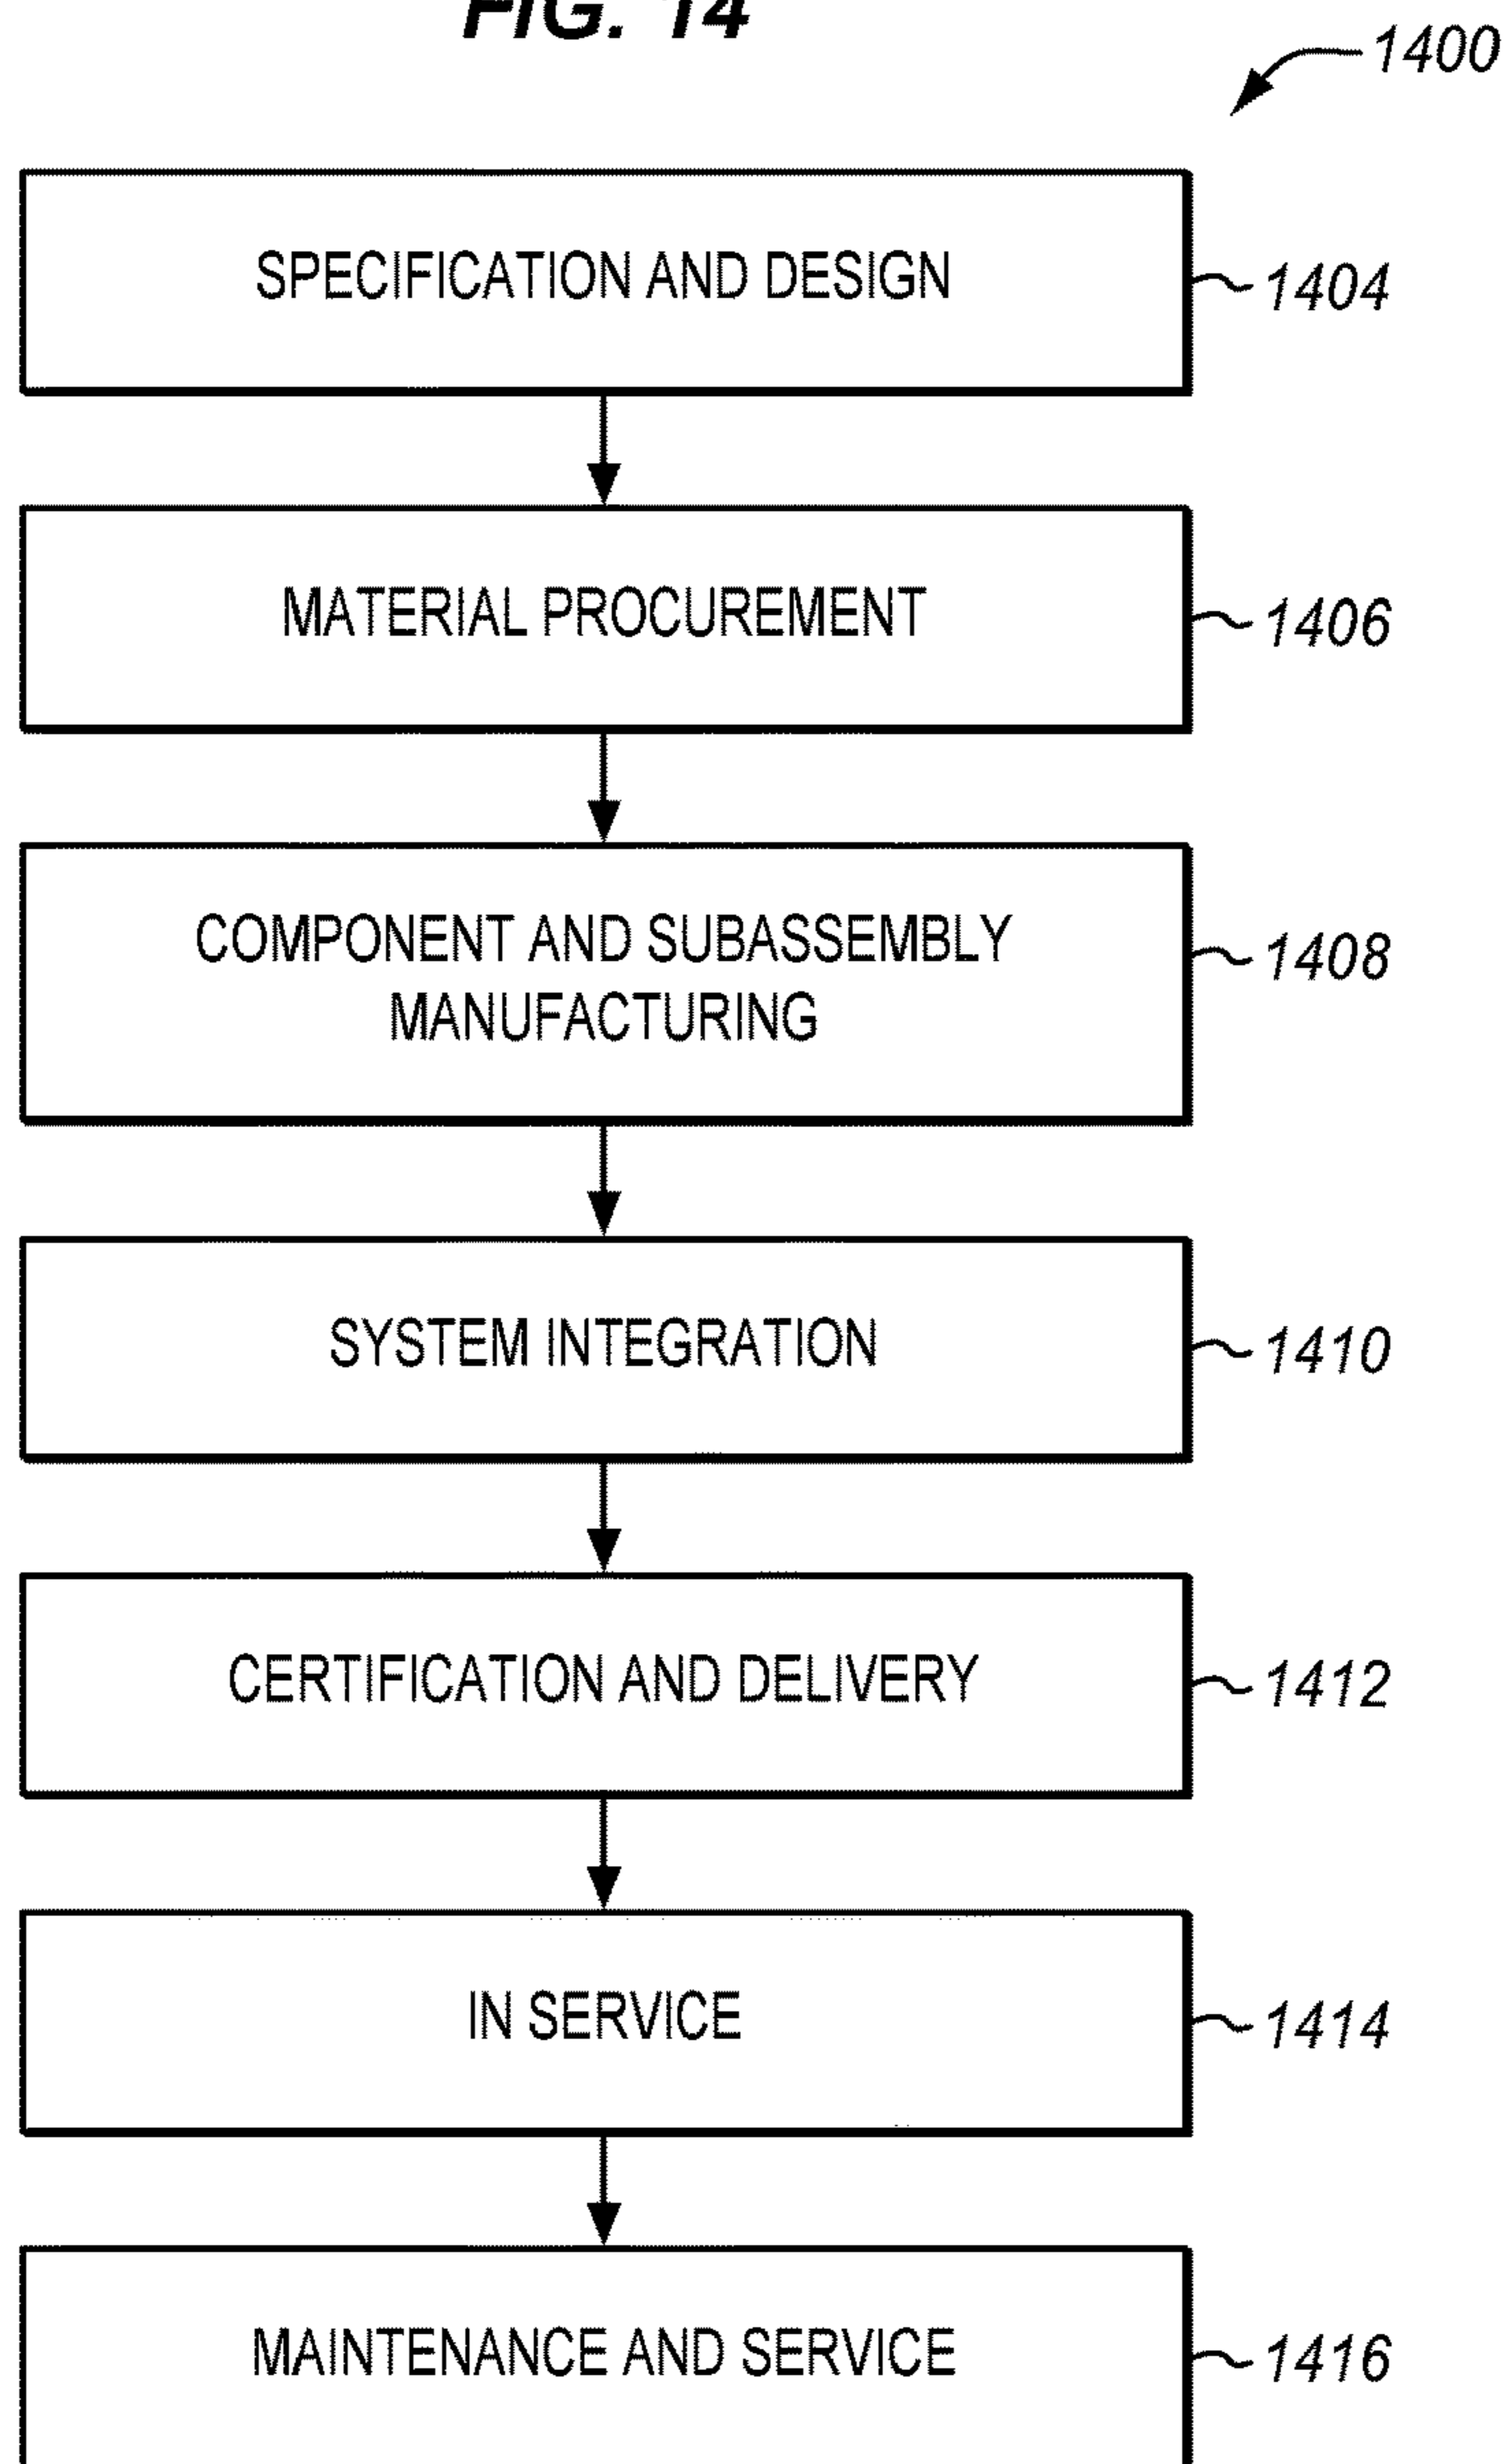 FIG. 14
1400
SPECIFICATION AND DESIGN
1404
MATERIAL PROCUREMENT
1406
COMPONENT AND SUBASSEMBLY
MANUFACTURING
1408
SYSTEM INTEGRATION
1410
CERTIFICATION AND DELIVERY
1412
IN SERVICE
1414
MAINTENANCE AND SERVICE
1416